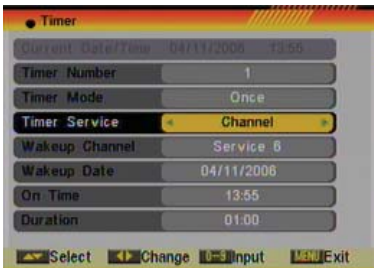 Timer
Current Date/Time 04/11/2006 13:55
Timer Number 1
Timer Mode Once
Timer Service Channel
Wakeup Channel Service 6
Wakeup Date 04/11/2006
On Time 13:55
Duration 01:00
Select Change 0~9 Input MENU Exit